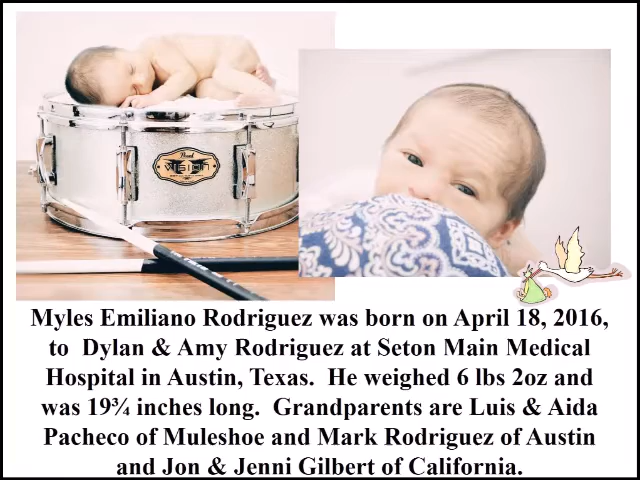 Pearl
VISION
Myles Emiliano Rodriguez was born on April 18, 2016,
to Dylan & Amy Rodriguez at Seton Main Medical
Hospital in Austin, Texas. He weighed 6 lbs 2oz and
was 19¾ inches long. Grandparents are Luis & Aida
Pacheco of Muleshoe and Mark Rodriguez of Austin
and Jon & Jenni Gilbert of California.